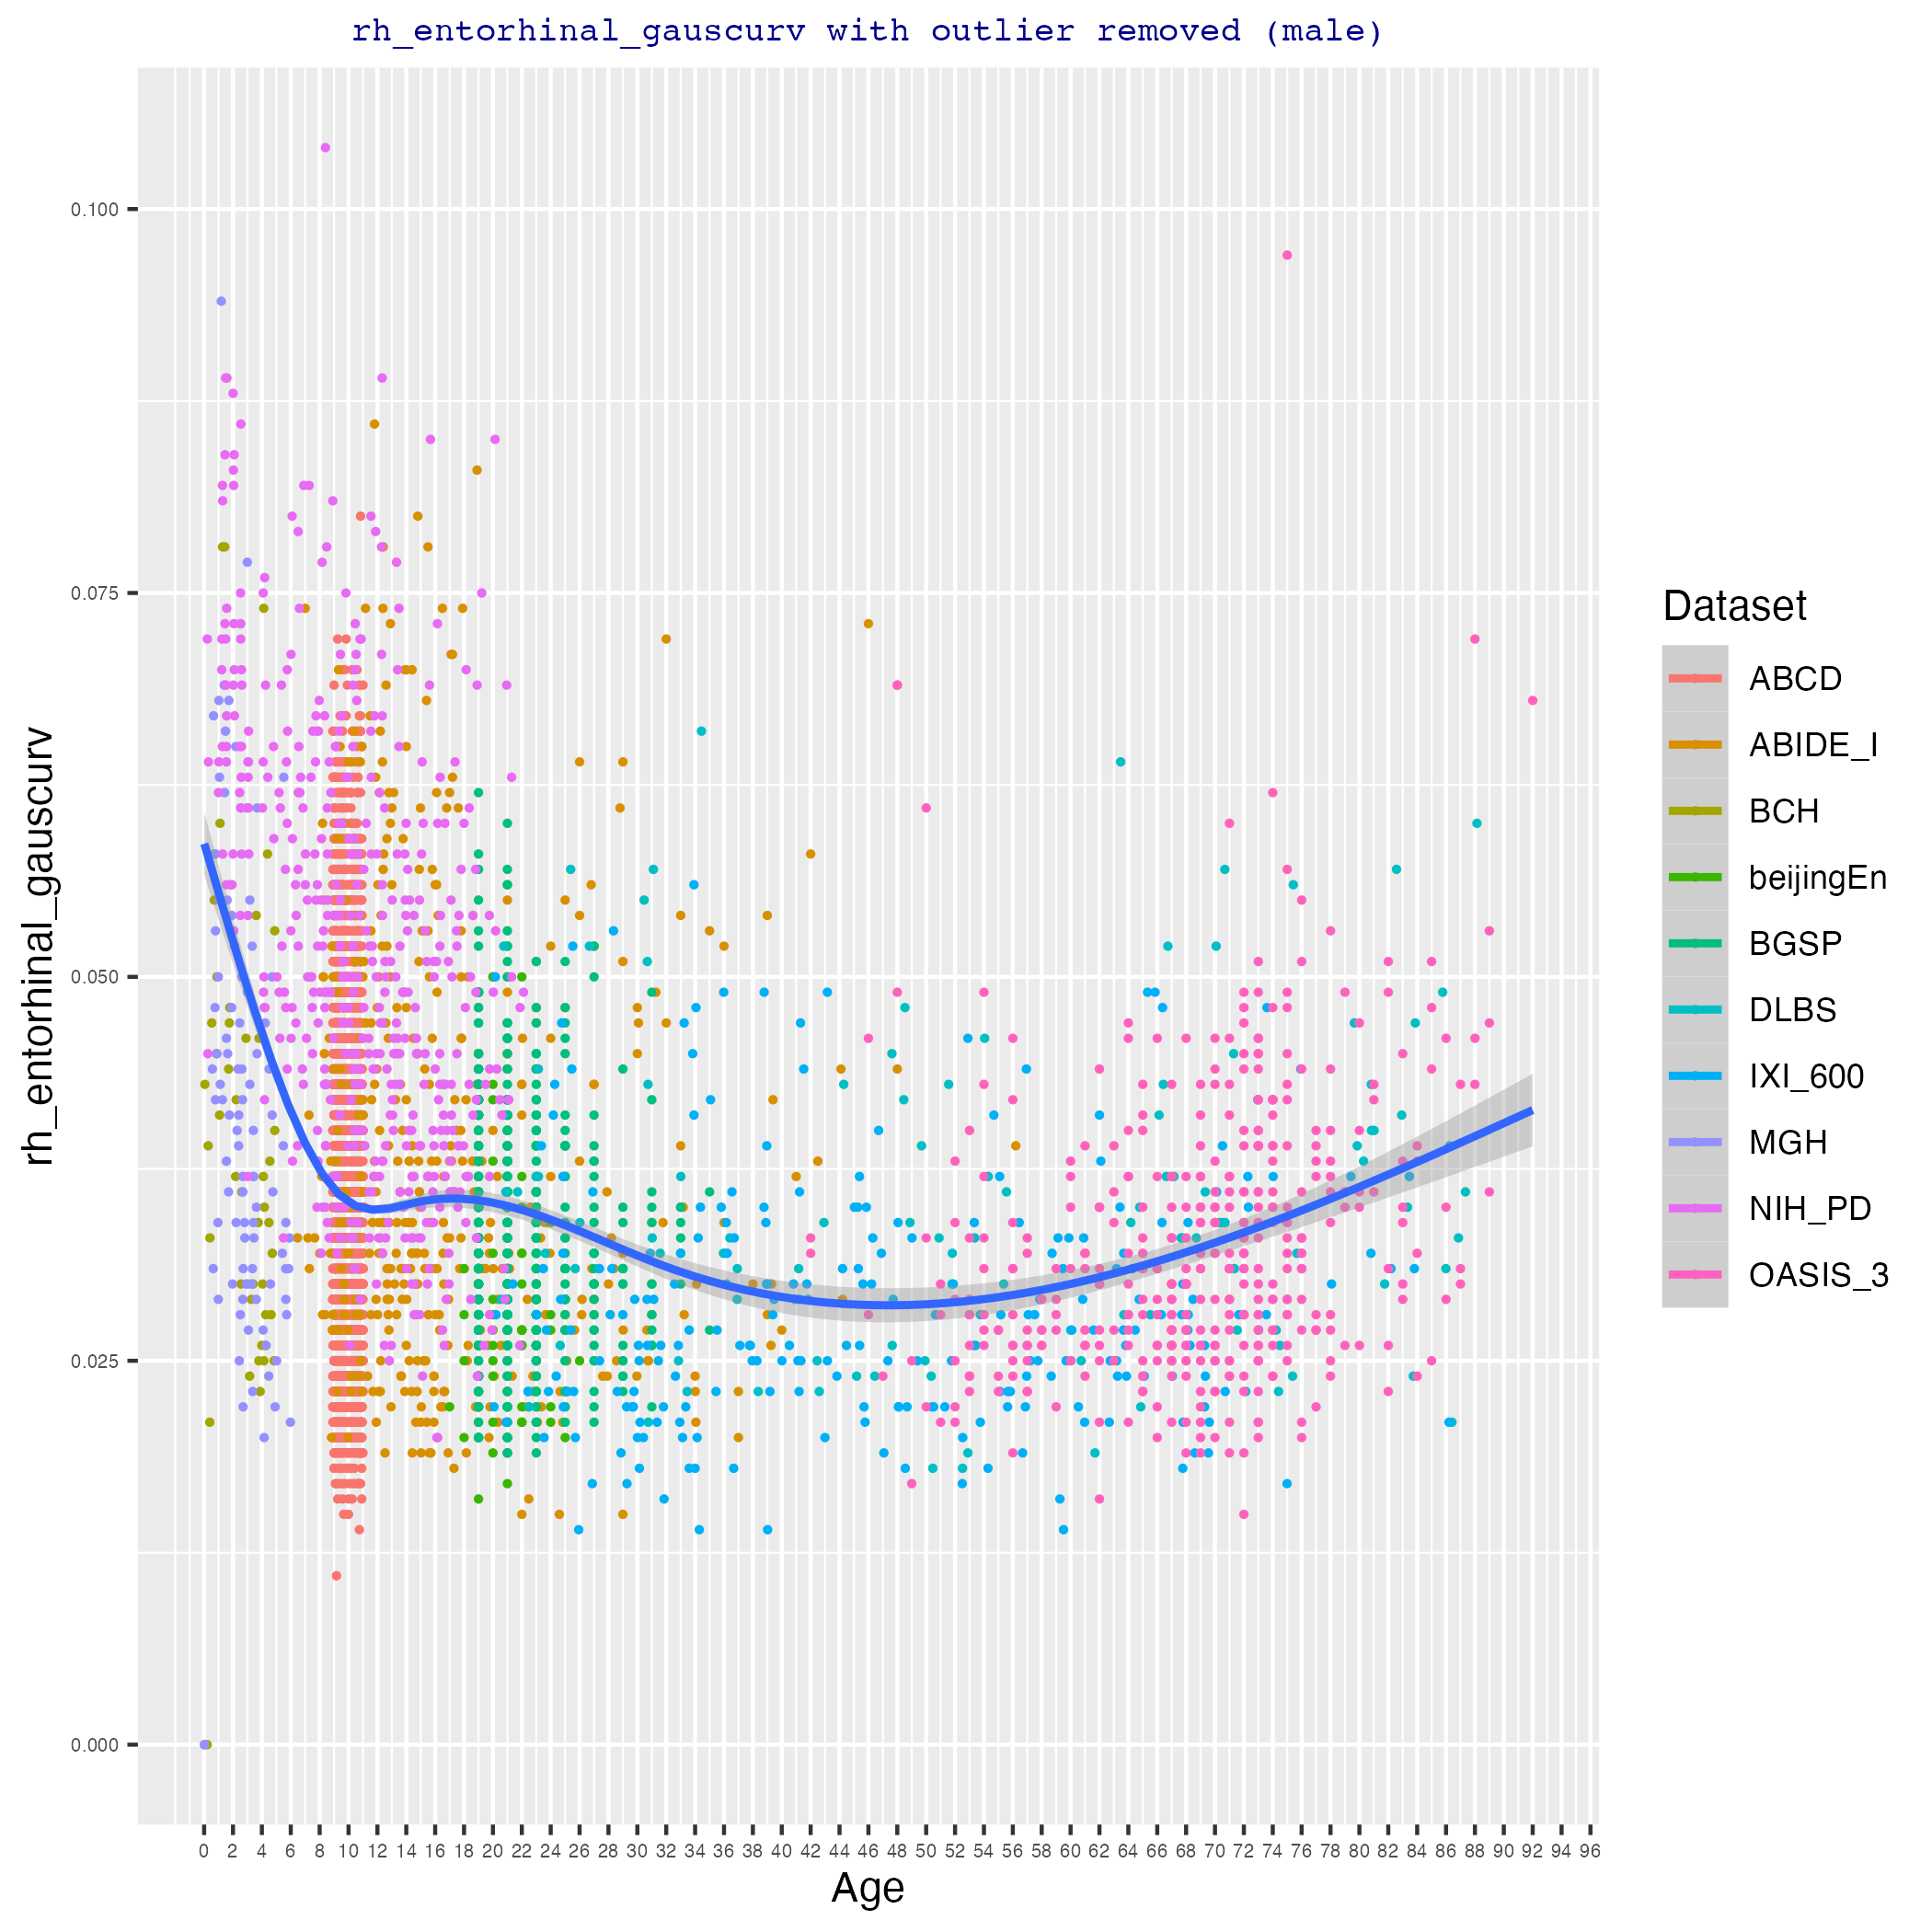 rh_entorhinal_gauscurv with outlier removed (male)
rh_entorhinal_gauscurv
0.100
0.075
0.050
0.025
0.000
0 2 4 6 8 10 12 14 16 18 20 22 24 26 28 30 32 34 36 38 40 42 44 46 48 50 52 54 56 58 60 62 64 66 68 70 72 74 76 78 80 82 84 86 88 90 92 94 96
Age
Dataset
ABCD
ABIDE_I
BCH
beijingEn
BGSP
DLBS
IXI_600
MGH
NIH_PD
OASIS_3